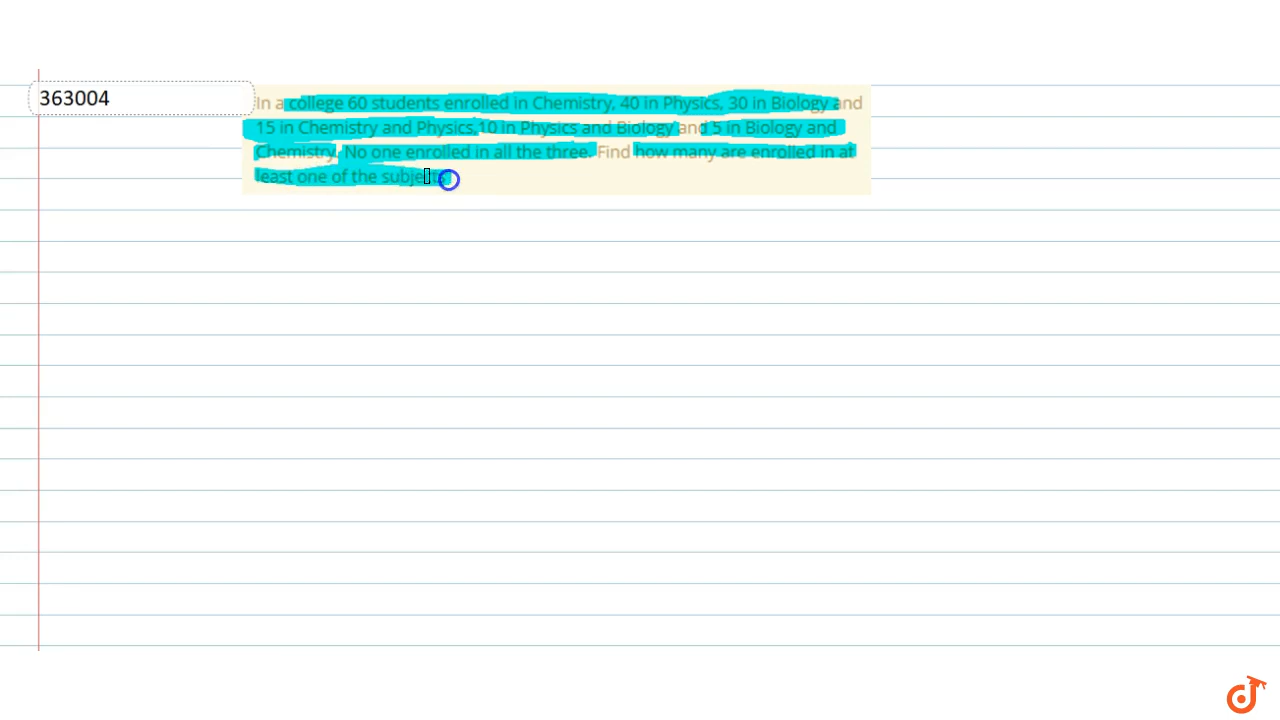 363004
In a college 60 students enrolled in Chemistry, 40 in Physics, 30 in Biology and
15 in Chemistry and Physics,10 in Physics and Biology and 5 in Biology and
Chemistry. No one enrolled in all the three. Find how many are enrolled in at
least one of the subjects